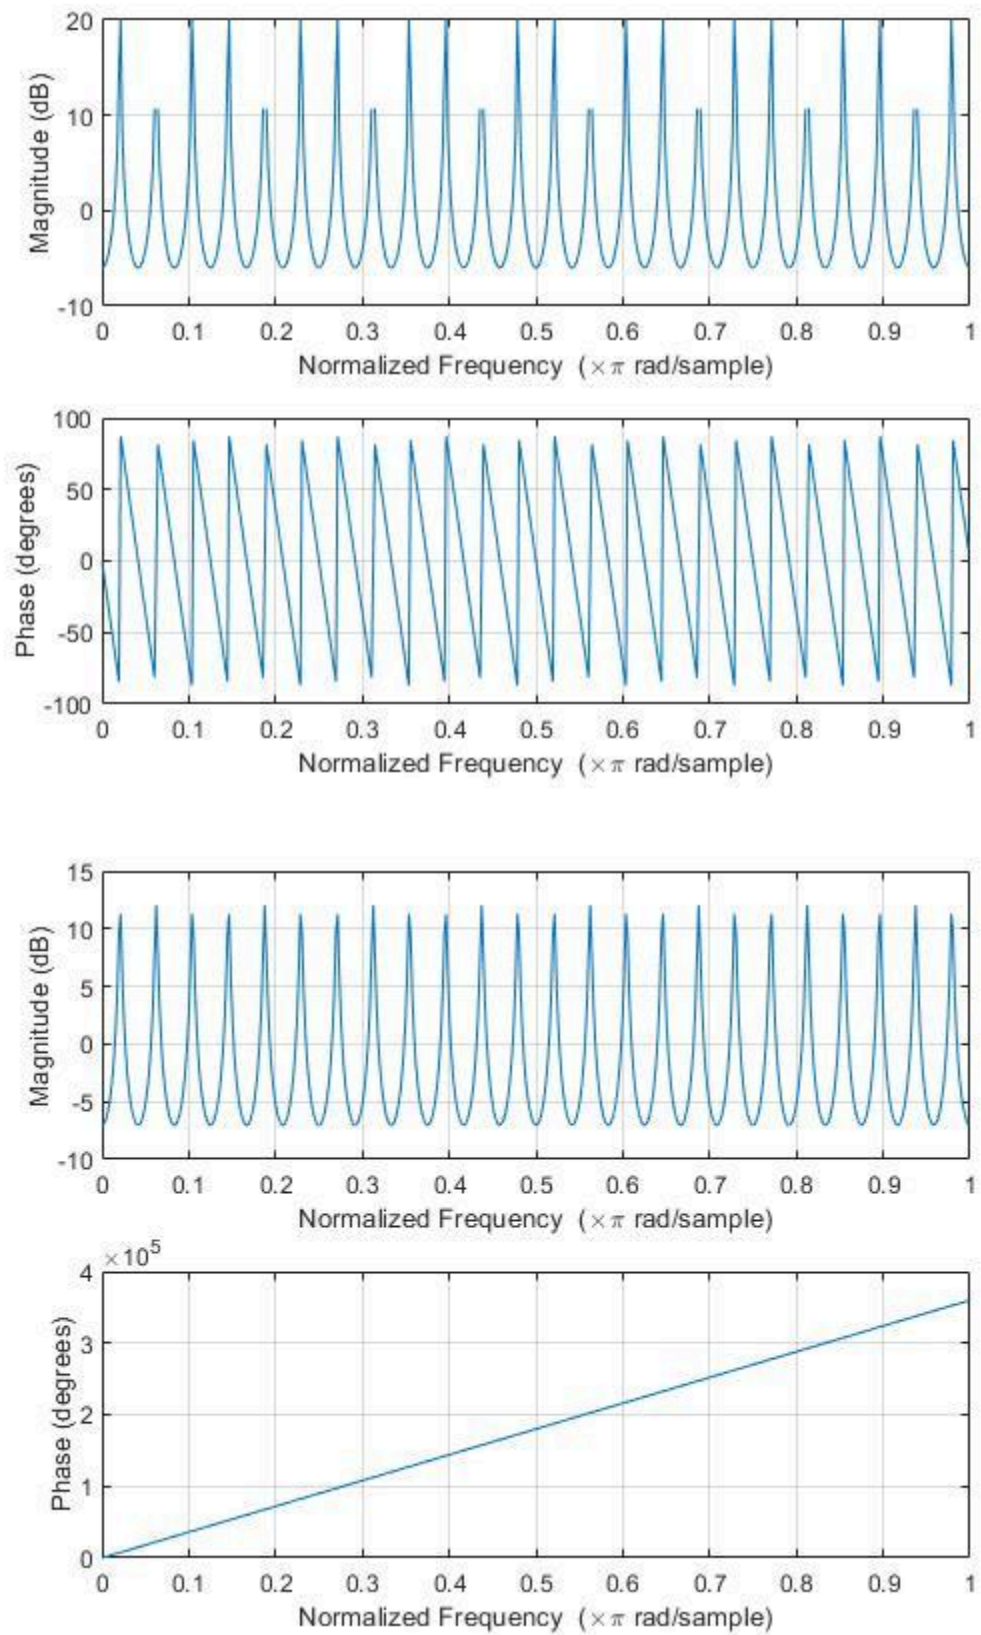 20
10
0
-10
Magnitude (dB)
0 0.1 0.2 0.3 0.4 0.5 0.6 0.7 0.8 0.9 1
Normalized Frequency (×π rad/sample)
100
50
0
-50
-100
Phase (degrees)
0 0.1 0.2 0.3 0.4 0.5 0.6 0.7 0.8 0.9 1
Normalized Frequency (×π rad/sample)
15
10
5
0
-5
-10
Magnitude (dB)
0 0.1 0.2 0.3 0.4 0.5 0.6 0.7 0.8 0.9 1
Normalized Frequency (×π rad/sample)
×10⁵
4
3
2
1
0
Phase (degrees)
0 0.1 0.2 0.3 0.4 0.5 0.6 0.7 0.8 0.9 1
Normalized Frequency (×π rad/sample)